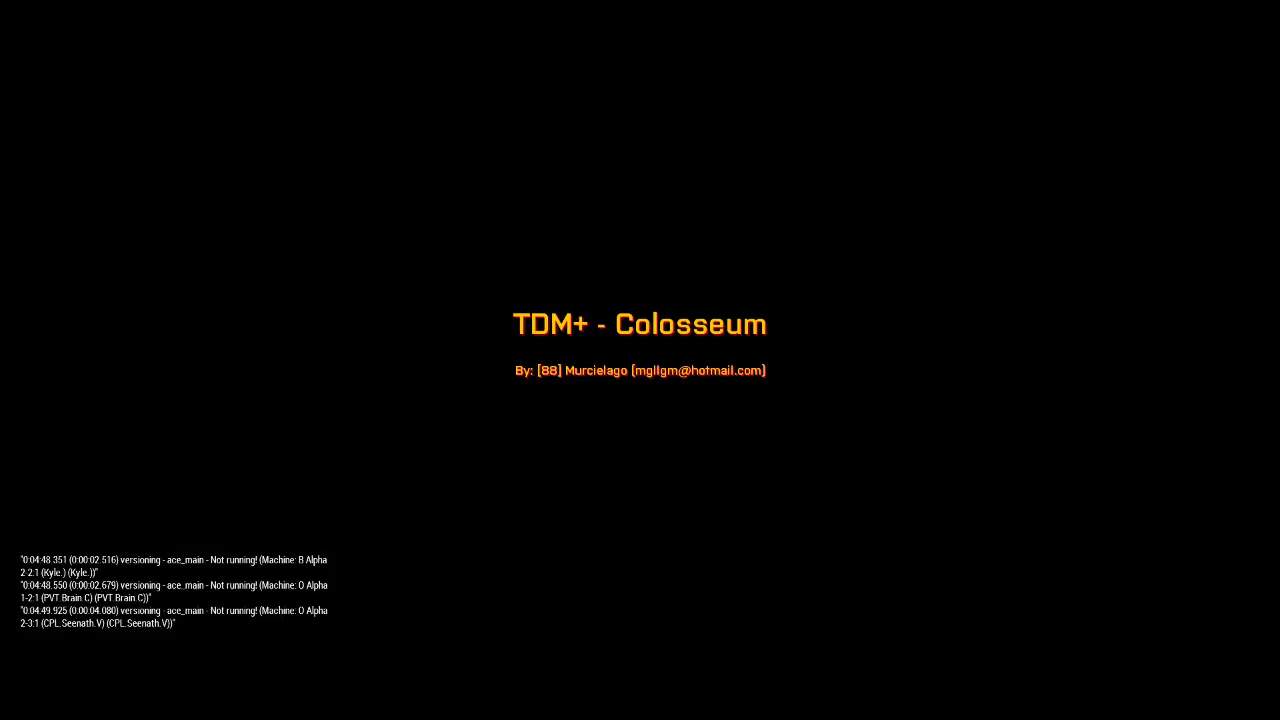 TDM+ - Colosseum
By: [88] Murcielago (mgllgm@hotmail.com)
"0:04:48.351 (0:00:02.516) versioning - ace_main - Not running! (Machine: B Alpha
2-2:1 (Kyle.) (Kyle.))"
"0:04:48.550 (0:00:02.679) versioning - ace_main - Not running! (Machine: O Alpha
1-2:1 (PVT.Brain.C) (PVT.Brain.C))"
"0:04:49.925 (0:00:04.080) versioning - ace_main - Not running! (Machine: O Alpha
2-3:1 (CPL.Seenath.V) (CPL.Seenath.V))"